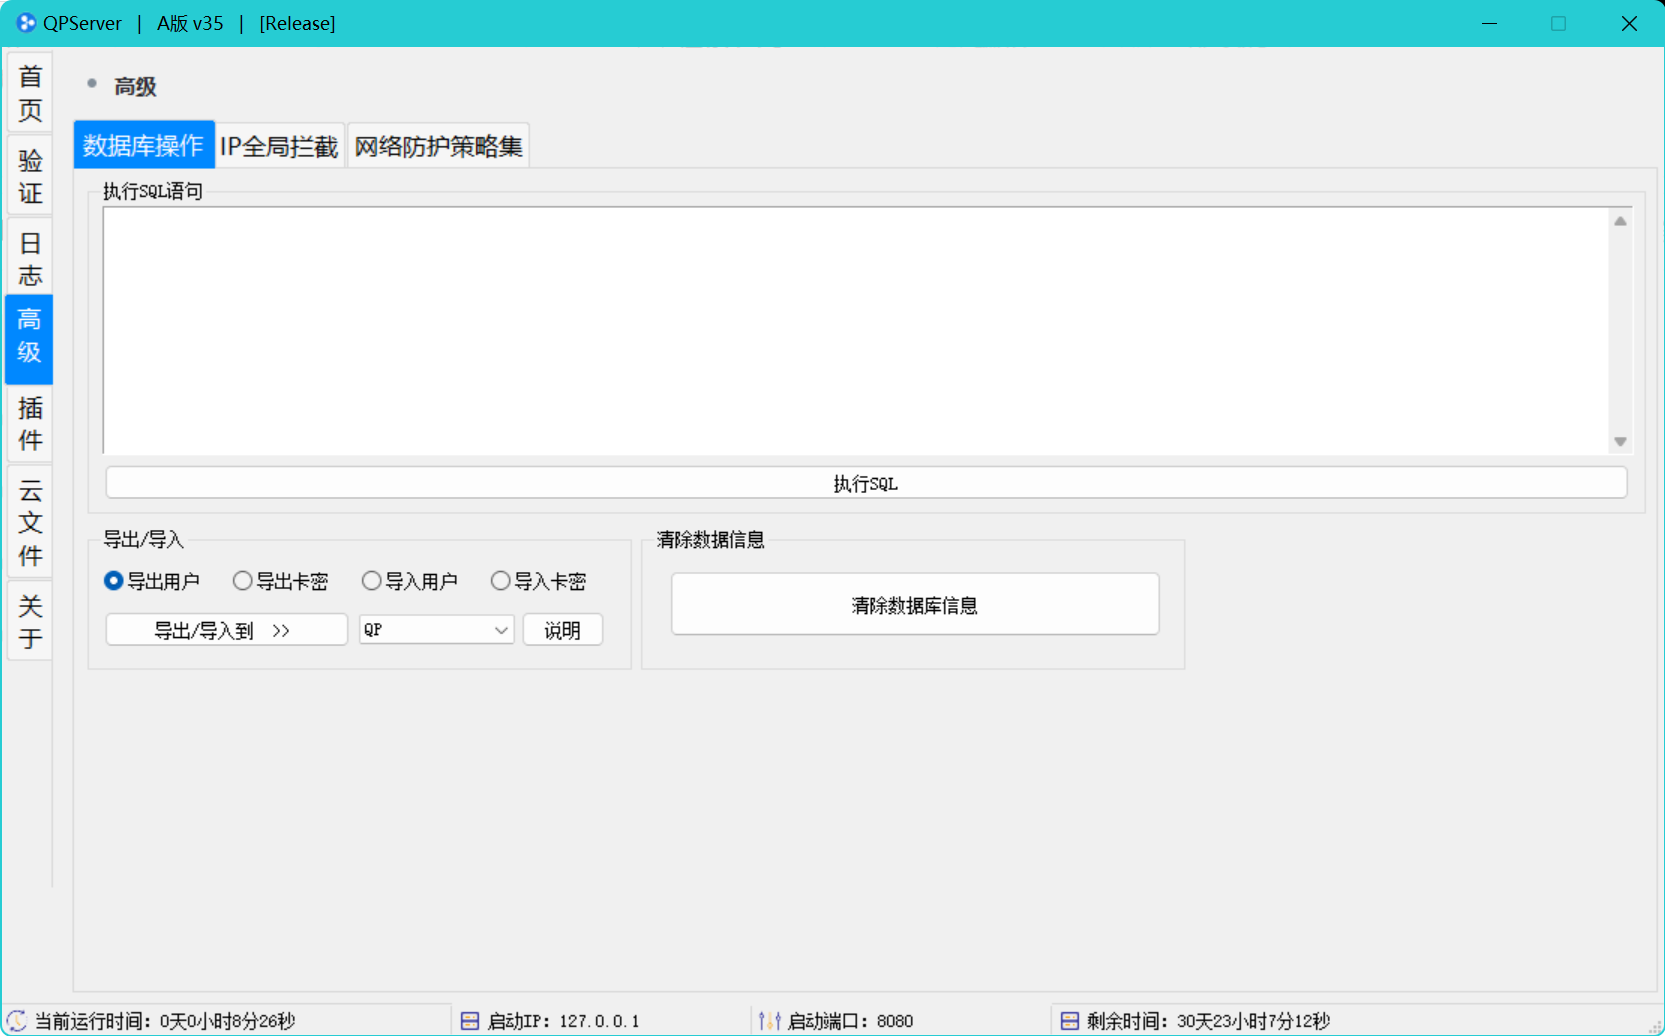 QPServer | A版 v35 | [Release]
首页
验证
日志
高级
插件
云文件
关于
高级
数据库操作 IP全局拦截 网络防护策略集
执行SQL语句
执行SQL
导出/导入
导出用户 导出卡密 导入用户 导入卡密
导出/导入到 >> QP 说明
清除数据信息
清除数据库信息
当前运行时间：0天0小时8分26秒 启动IP：127.0.0.1 启动端口：8080 剩余时间：30天23小时7分12秒